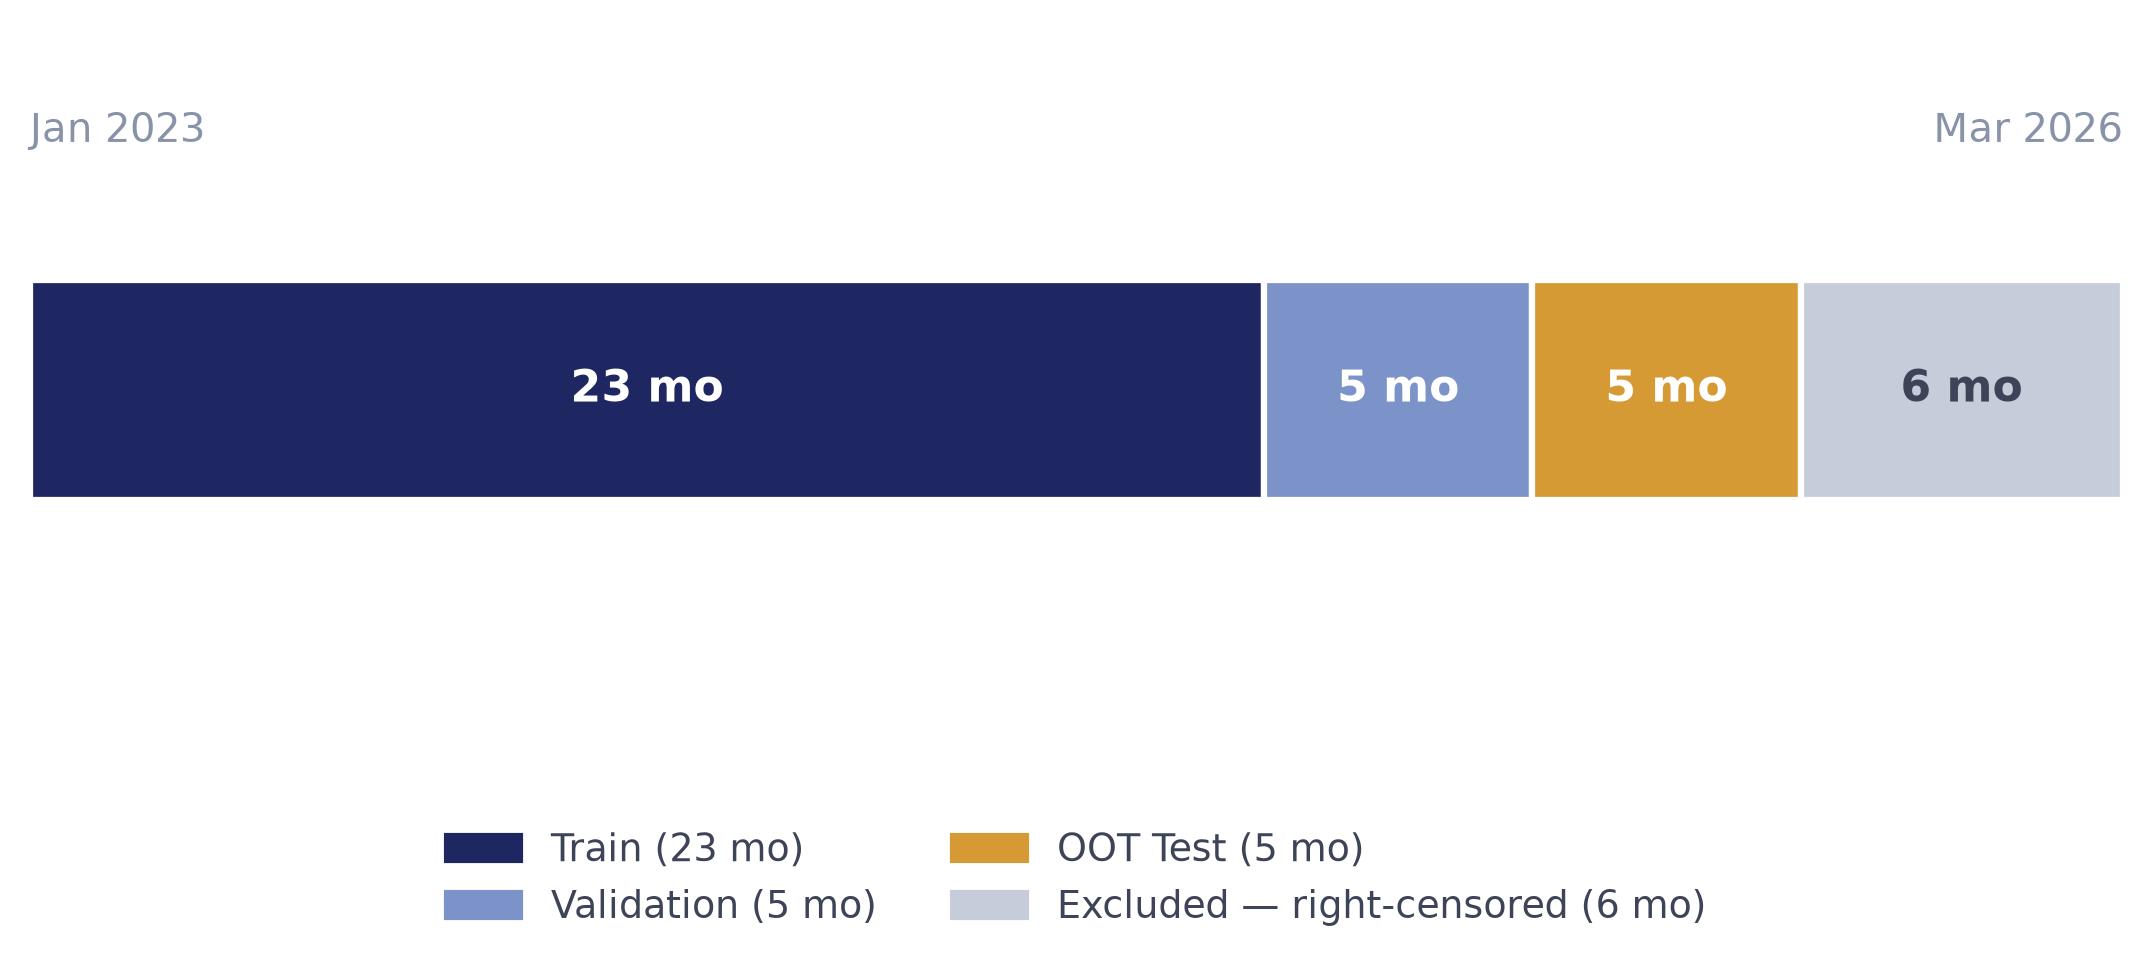 Jan 2023
Mar 2026
23 mo
5 mo
5 mo
6 mo
Train (23 mo)
Validation (5 mo)
OOT Test (5 mo)
Excluded — right-censored (6 mo)